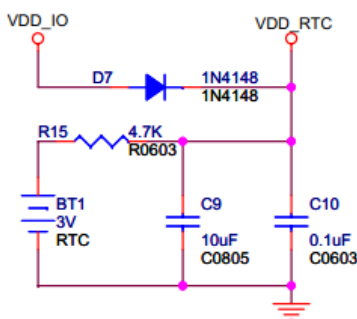 VDD_IO
VDD_RTC
D7
1N4148
1N4148
R15
4.7K
R0603
BT1
3V
RTC
C9
10uF
C0805
C10
0.1uF
C0603